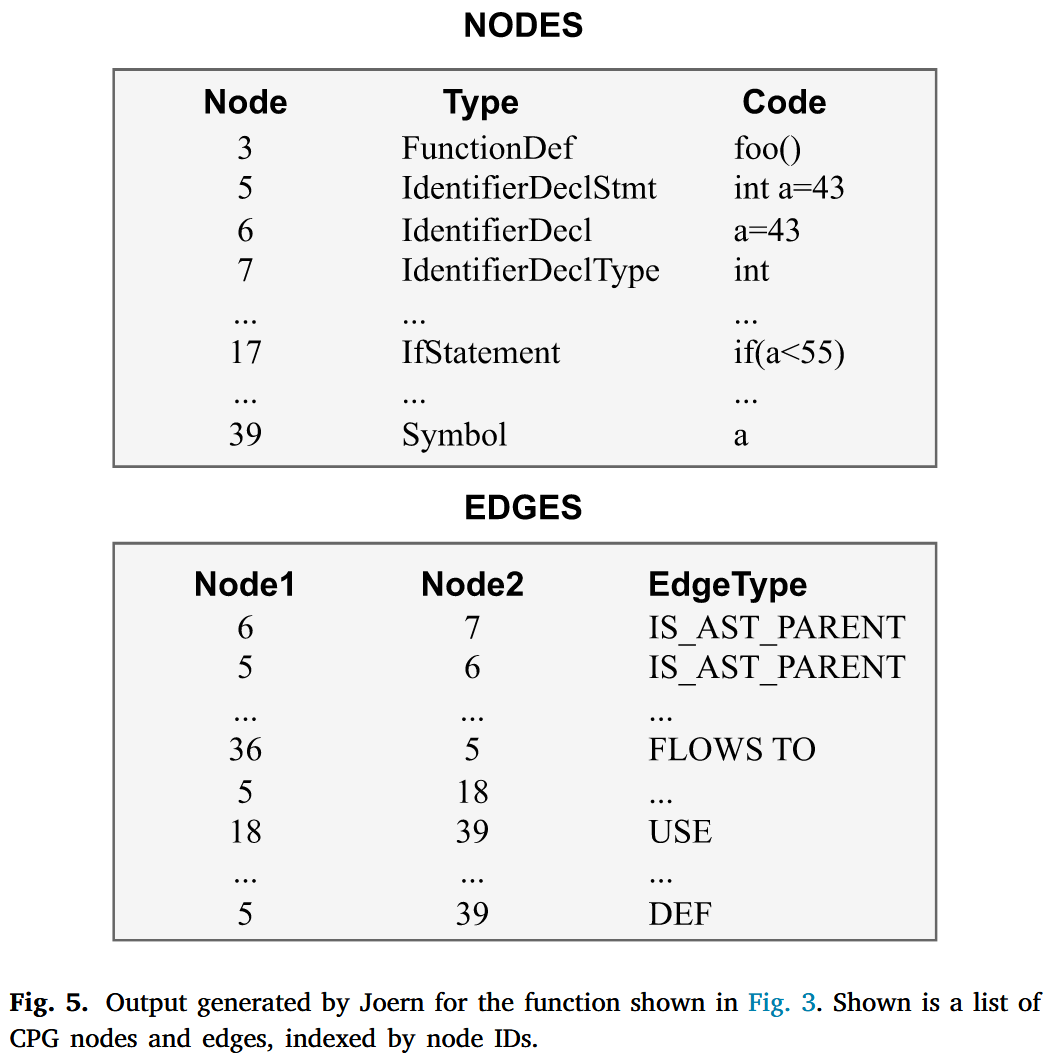 NODES
Node Type Code
3 FunctionDef foo()
5 IdentifierDeclStmt int a=43
6 IdentifierDecl a=43
7 IdentifierDeclType int
... ... ...
17 IfStatement if(a<55)
... ... ...
39 Symbol a
EDGES
Node1 Node2 EdgeType
6 7 IS_AST_PARENT
5 6 IS_AST_PARENT
... ... ...
36 5 FLOWS TO
5 18 ...
18 39 USE
... ... ...
5 39 DEF
Fig. 5. Output generated by Joern for the function shown in Fig. 3. Shown is a list of
CPG nodes and edges, indexed by node IDs.